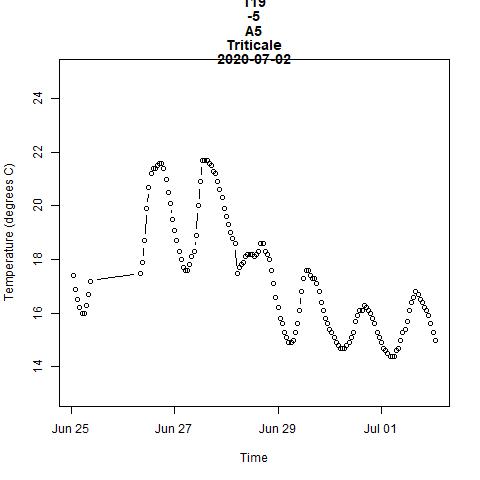 T19
-5
A5
Triticale
2020-07-02
24
22
20
18
16
14
Temperature (degrees C)
Jun 25 Jun 27 Jun 29 Jul 01
Time